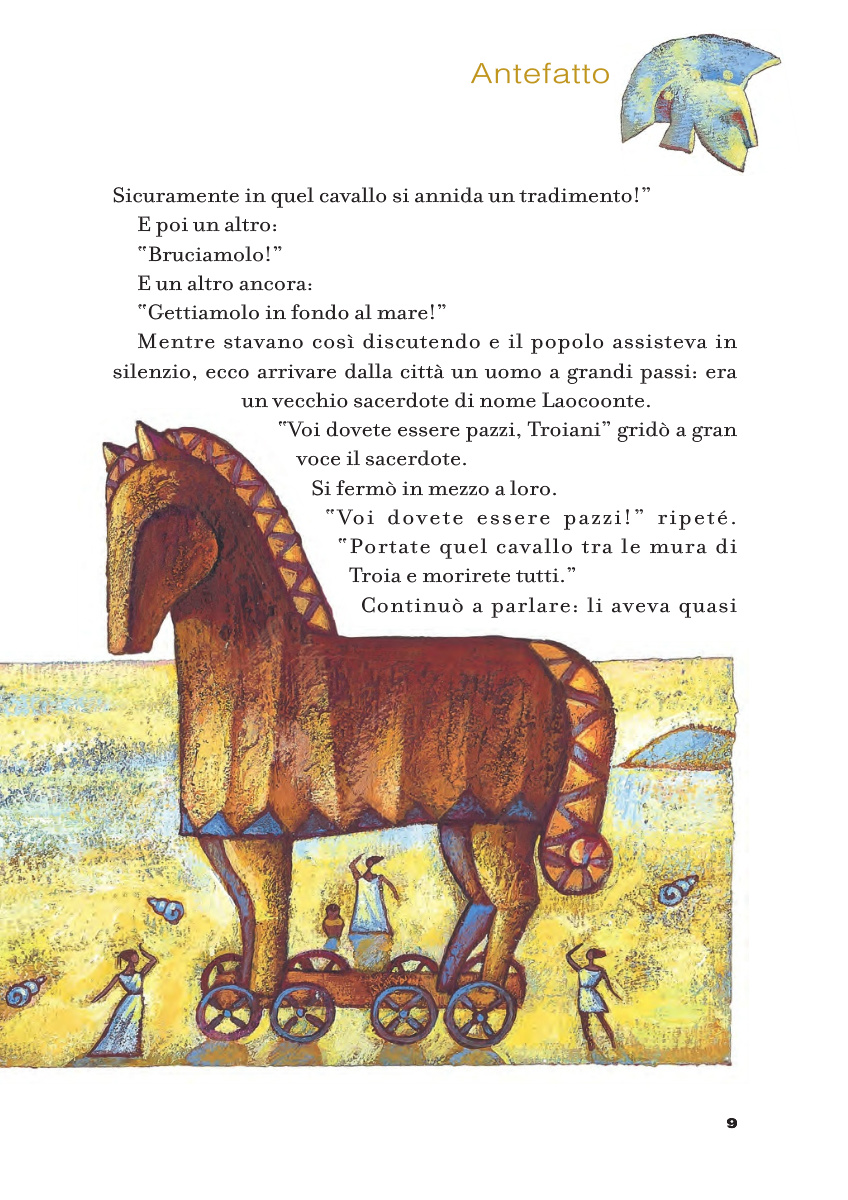 Antefatto
Sicuramente in quel cavallo si annida un tradimento!”
E poi un altro:
‟Bruciamolo!”
E un altro ancora:
‟Gettiamolo in fondo al mare!”
Mentre stavano così discutendo e il popolo assisteva in
silenzio, ecco arrivare dalla città un uomo a grandi passi: era
un vecchio sacerdote di nome Laocoonte.
‟Voi dovete essere pazzi, Troiani” gridò a gran
voce il sacerdote.
Si fermò in mezzo a loro.
‟Voi dovete essere pazzi!” ripeté.
‟Portate quel cavallo tra le mura di
Troia e morirete tutti.”
Continuò a parlare: li aveva quasi
9